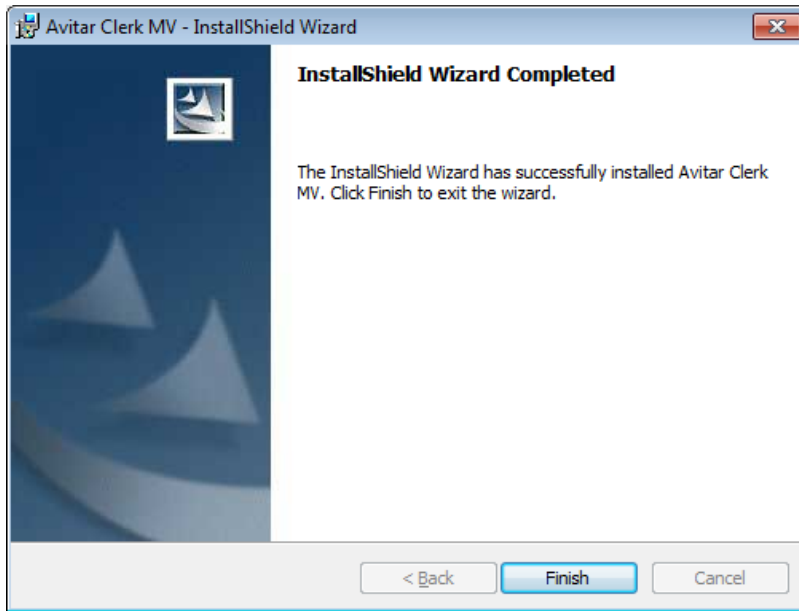 Avitar Clerk MV - InstallShield Wizard
InstallShield Wizard Completed
The InstallShield Wizard has successfully installed Avitar Clerk
MV. Click Finish to exit the wizard.
< Back
Finish
Cancel